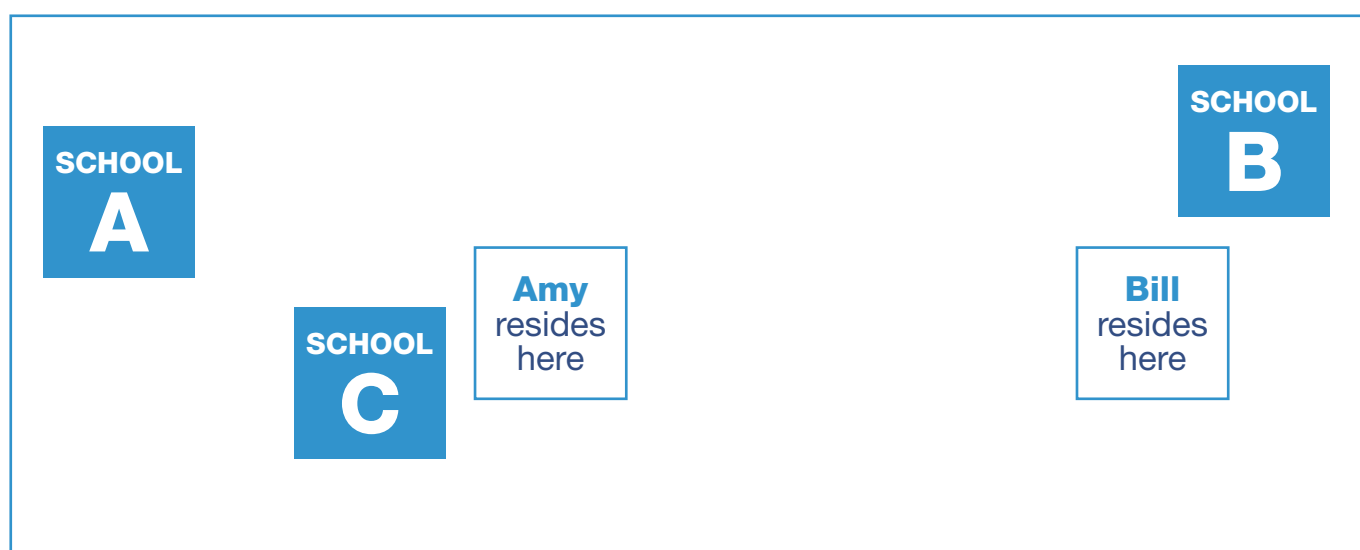 SCHOOL
A
SCHOOL
B
SCHOOL
C
Amy
resides
here
Bill
resides
here